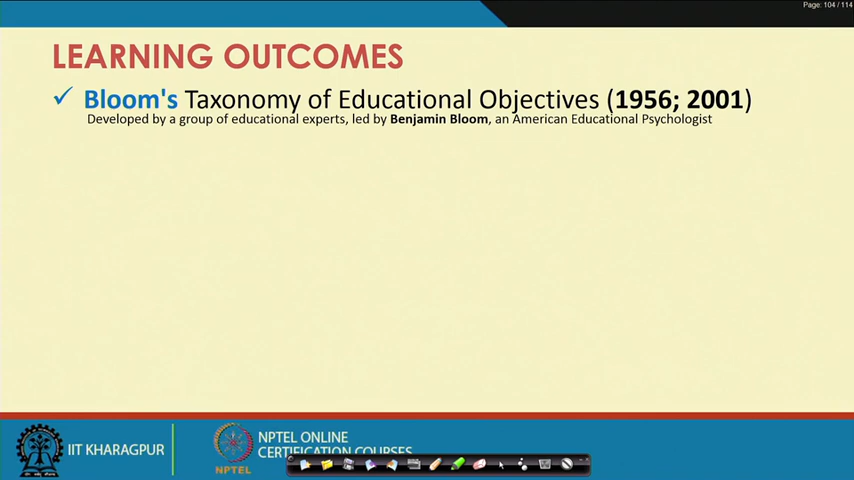 Page: 104 / 114
LEARNING OUTCOMES
✓ Bloom's Taxonomy of Educational Objectives (1956; 2001)
Developed by a group of educational experts, led by Benjamin Bloom, an American Educational Psychologist
IIT KHARAGPUR
NPTEL
NPTEL ONLINE
CERTIFICATION COURSES